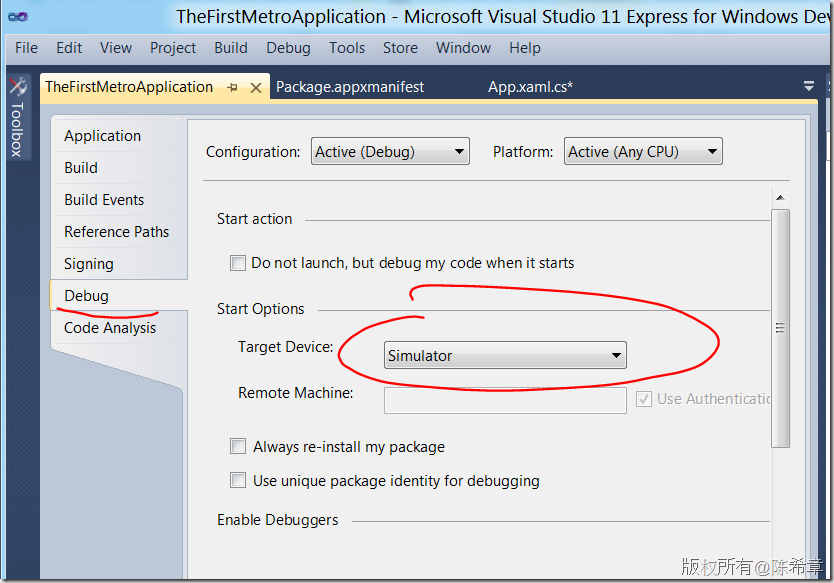 TheFirstMetroApplication - Microsoft Visual Studio 11 Express for Windows Dev
File Edit View Project Build Debug Tools Store Window Help
Toolbox
TheFirstMetroApplication Package.appxmanifest App.xaml.cs*
Application
Build
Build Events
Reference Paths
Signing
Debug
Code Analysis
Configuration: Active (Debug) Platform: Active (Any CPU)
Start action
Do not launch, but debug my code when it starts
Start Options
Target Device: Simulator
Remote Machine: Use Authenticatio
Always re-install my package
Use unique package identity for debugging
Enable Debuggers
版权所有@陈希章